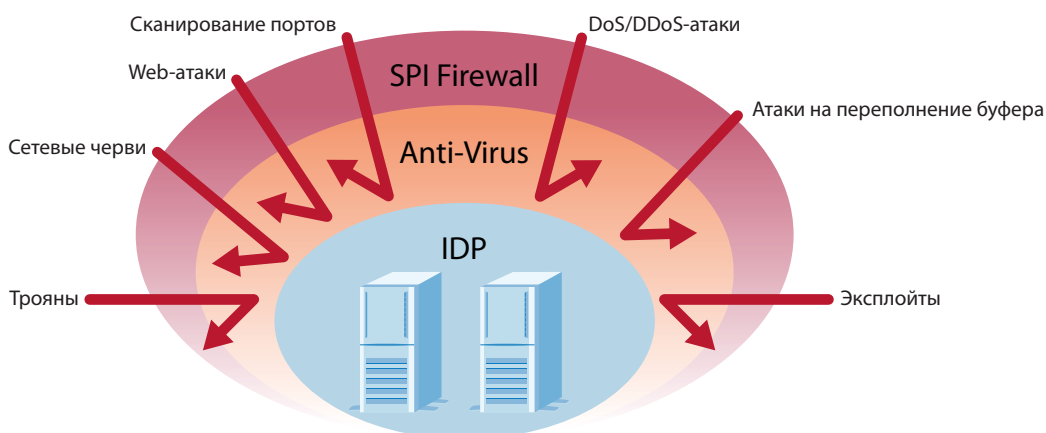 Сканирование портов
DoS/DDoS-атаки
Web-атаки
SPI Firewall
Атаки на переполнение буфера
Сетевые черви
Anti-Virus
IDP
Трояны
Эксплойты